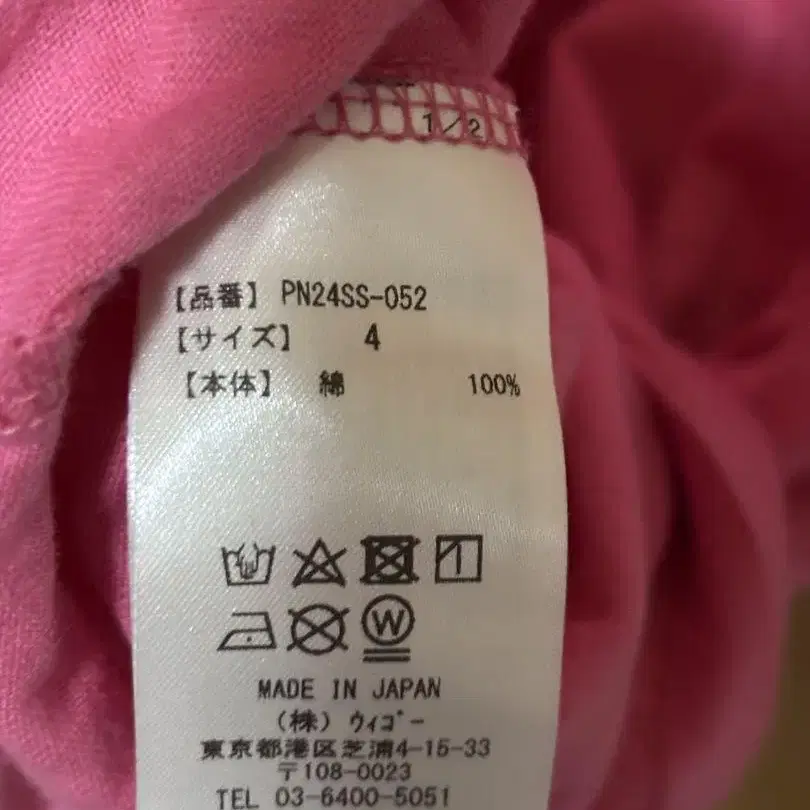 1/2
【品番】 PN24SS-052
【サイズ】 4
【本体】 綿 100%
W
MADE IN JAPAN
(株) ウィゴー
東京都港区芝浦4-15-33
〒108-0023
TEL 03-6400-5051